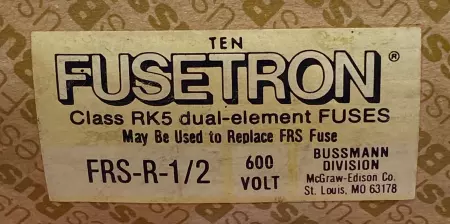 TEN
FUSETRON®
Class RK5 dual-element FUSES
May Be Used to Replace FRS Fuse
FRS-R-1/2
600
VOLT
BUSSMANN
DIVISION
McGraw-Edison Co.
St. Louis, MO 63178